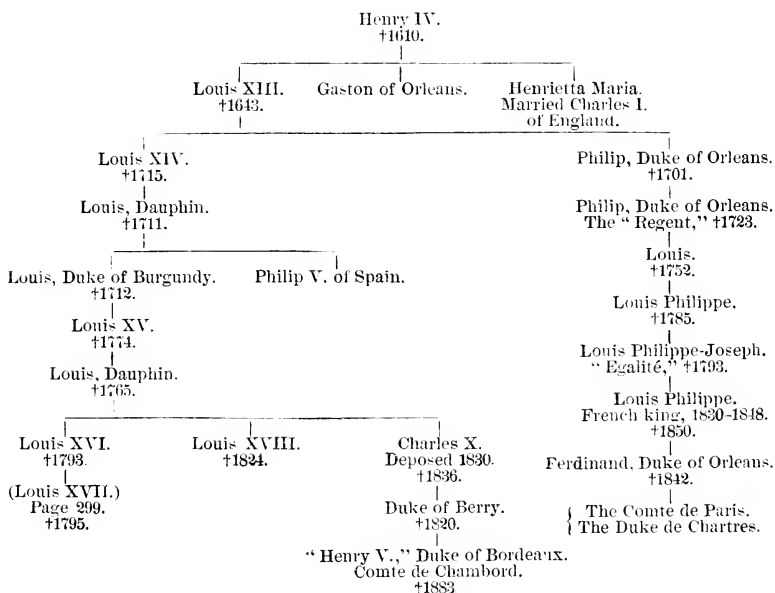 Henry IV.
†1610.
Louis XIII.
†1643.
Gaston of Orleans.
Henrietta Maria.
Married Charles I.
of England.
Louis XIV.
†1715.
Philip, Duke of Orleans.
†1701.
Louis, Dauphin.
†1711.
Philip, Duke of Orleans.
The “Regent,” †1723.
Louis.
†1752.
Louis, Duke of Burgundy.
†1712.
Philip V. of Spain.
Louis Philippe.
†1785.
Louis XV.
†1774.
Louis Philippe-Joseph.
“Egalité,” †1793.
Louis, Dauphin.
†1765.
Louis Philippe.
French king, 1830-1848.
†1850.
Louis XVI.
†1793.
Louis XVIII.
†1824.
Charles X.
Deposed 1830.
†1836.
Ferdinand, Duke of Orleans.
†1842.
(Louis XVII.)
Page 299.
†1795.
Duke of Berry.
†1820.
The Comte de Paris.
The Duke de Chartres.
“Henry V.,” Duke of Bordeaux.
Comte de Chambord.
†1883